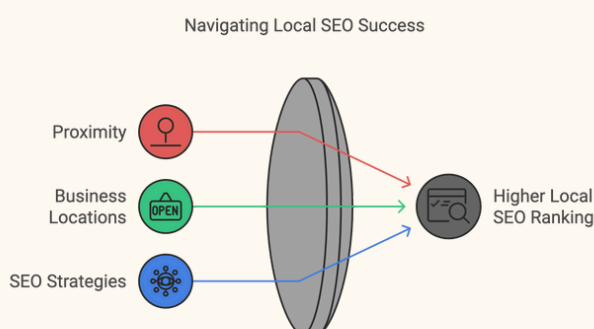 Navigating Local SEO Success
Proximity
Business
Locations
OPEN
SEO Strategies
Higher Local
SEO Ranking